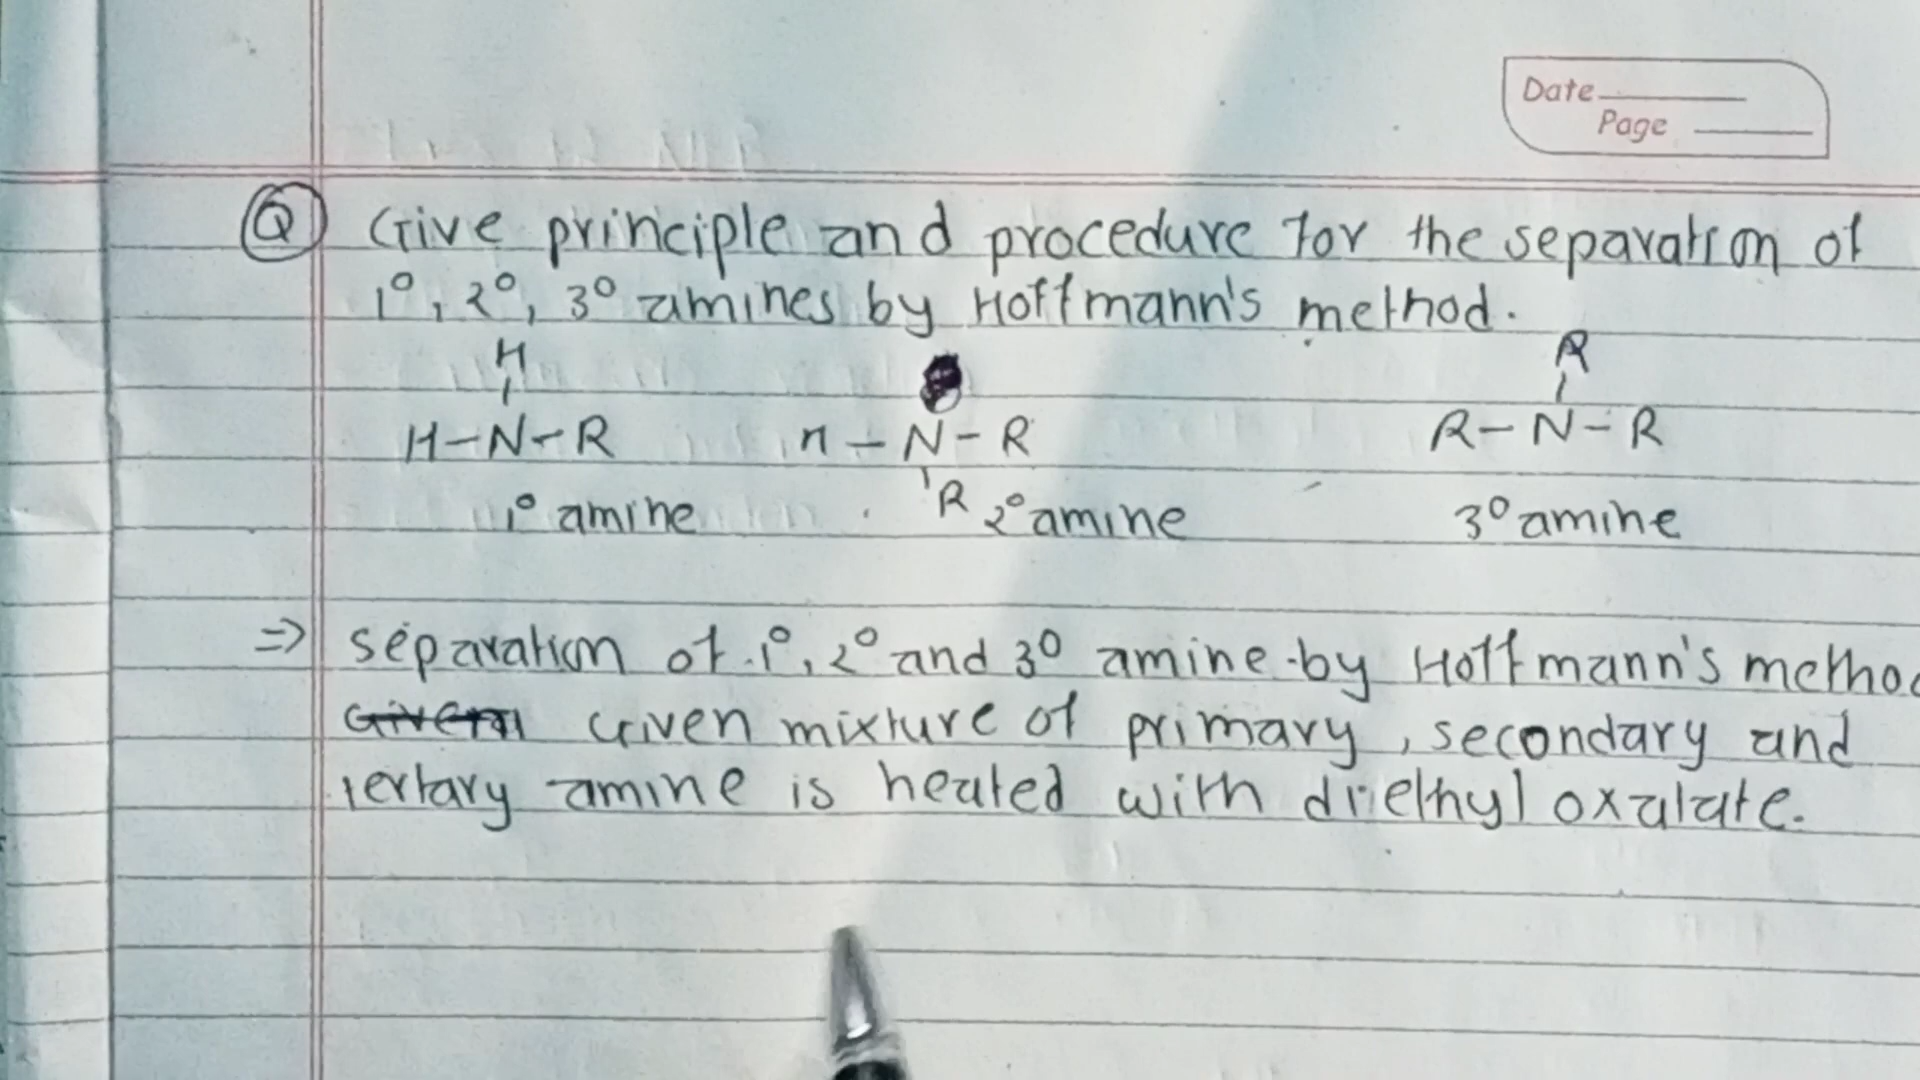 Date
Page
Q Give principle and procedure for the separation of
1°, 2°, 3° amines by Hoffmann's method.
H R
H-N-R H-N-R R-N-R
R
1° amine 2° amine 3° amine
=> separation of 1°, 2° and 3° amine by Hoffmann's metho
Given Given mixture of primary, secondary and
tertary amine is heated with diethyl oxalate.